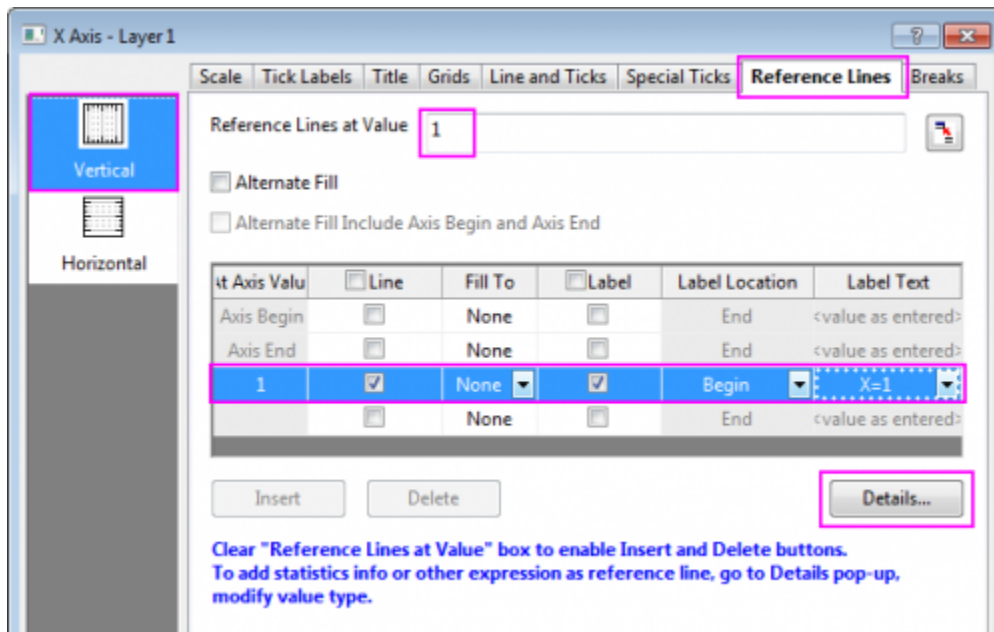 X Axis - Layer 1
Scale Tick Labels Title Grids Line and Ticks Special Ticks Reference Lines Breaks
Vertical
Horizontal
Reference Lines at Value 1
Alternate Fill
Alternate Fill Include Axis Begin and Axis End
At Axis Valu Line Fill To Label Label Location Label Text
Axis Begin None End <value as entered>
Axis End None End <value as entered>
1 None Begin X=1
None End <value as entered>
Insert Delete Details...
Clear "Reference Lines at Value" box to enable Insert and Delete buttons.
To add statistics info or other expression as reference line, go to Details pop-up,
modify value type.